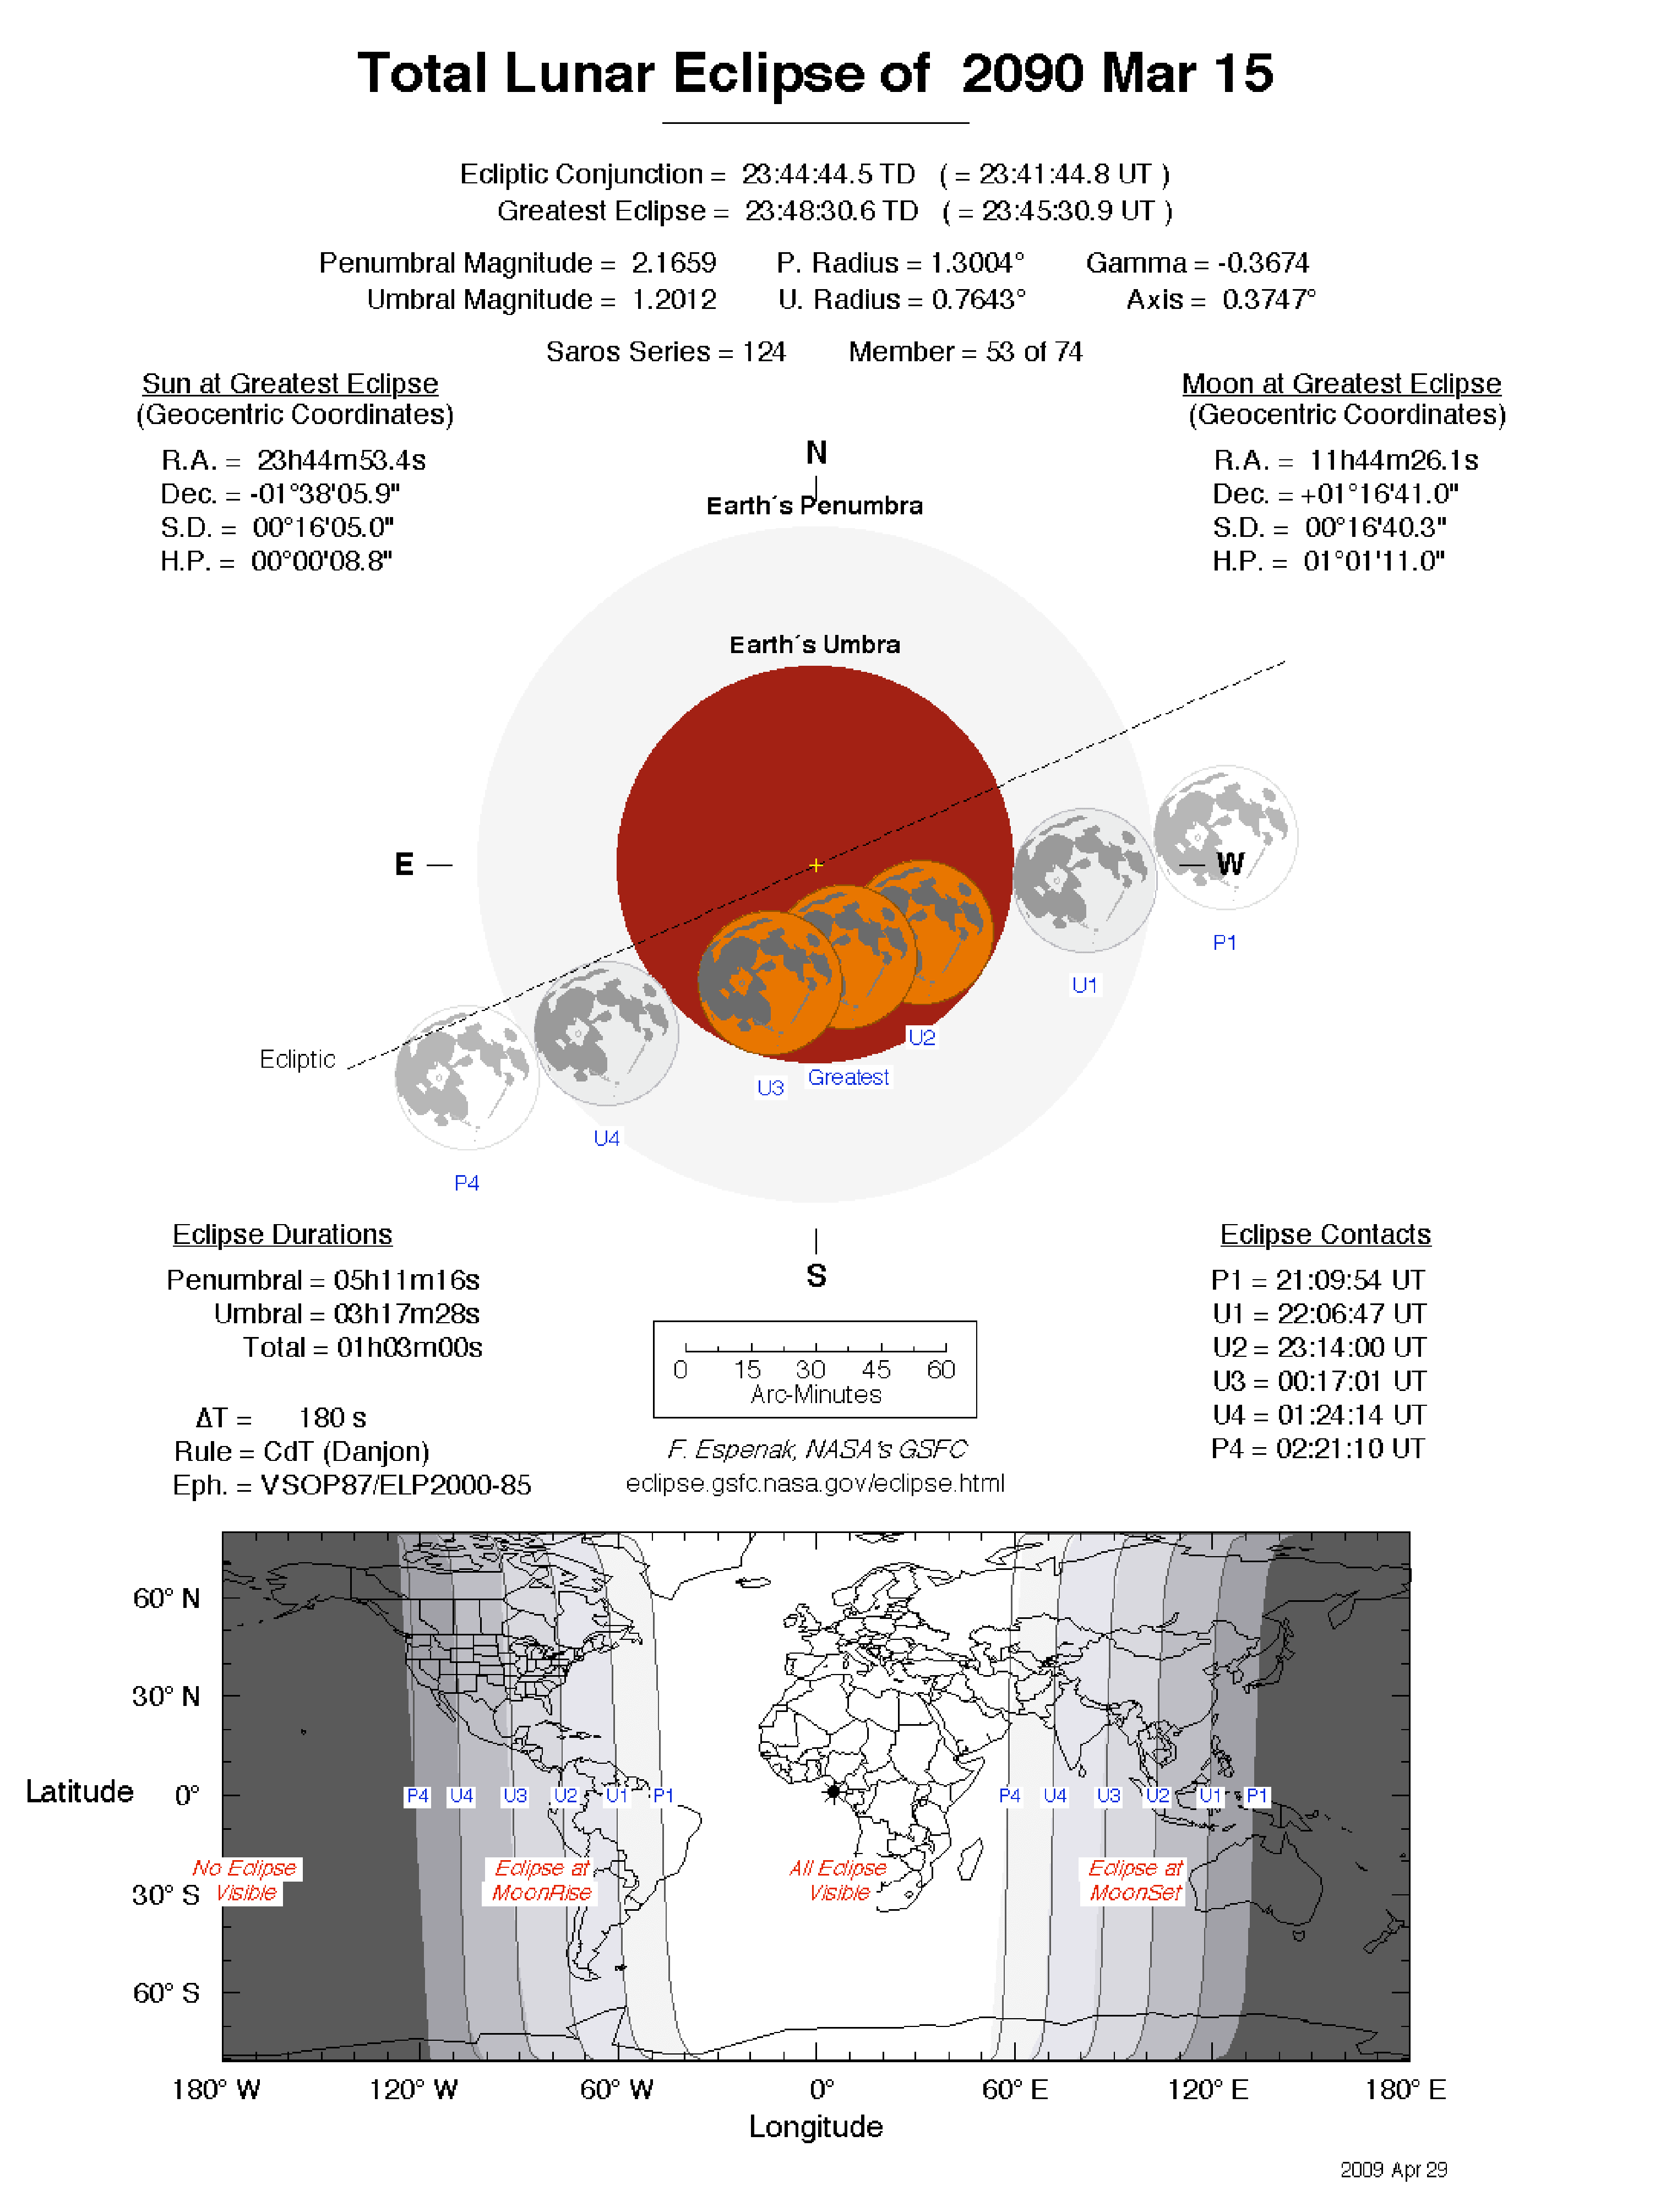 Total Lunar Eclipse of 2090 Mar 15
Ecliptic Conjunction = 23:44:44.5 TD ( = 23:41:44.8 UT )
Greatest Eclipse = 23:48:30.6 TD ( = 23:45:30.9 UT )
Penumbral Magnitude = 2.1659 P. Radius = 1.3004° Gamma = -0.3674
Umbral Magnitude = 1.2012 U. Radius = 0.7643° Axis = 0.3747°
Saros Series = 124 Member = 53 of 74
Sun at Greatest Eclipse
(Geocentric Coordinates)
R.A. = 23h44m53.4s
Dec. = -01°38'05.9"
S.D. = 00°16'05.0"
H.P. = 00°00'08.8"
Moon at Greatest Eclipse
(Geocentric Coordinates)
R.A. = 11h44m26.1s
Dec. = +01°16'41.0"
S.D. = 00°16'40.3"
H.P. = 01°01'11.0"
N
Earth´s Penumbra
Earth´s Umbra
E
W
P1
U1
U2
Ecliptic
Greatest
U3
U4
P4
S
Eclipse Durations
Penumbral = 05h11m16s
Umbral = 03h17m28s
Total = 01h03m00s
ΔT = 180 s
Rule = CdT (Danjon)
Eph. = VSOP87/ELP2000-85
0 15 30 45 60
Arc-Minutes
F. Espenak, NASA's GSFC
eclipse.gsfc.nasa.gov/eclipse.html
Eclipse Contacts
P1 = 21:09:54 UT
U1 = 22:06:47 UT
U2 = 23:14:00 UT
U3 = 00:17:01 UT
U4 = 01:24:14 UT
P4 = 02:21:10 UT
60° N
30° N
Latitude 0°
P4 U4 U3 U2 U1 P1 P4 U4 U3 U2 U1 P1
No Eclipse
Visible
Eclipse at
MoonRise
All Eclipse
Visible
Eclipse at
MoonSet
30° S
60° S
180° W 120° W 60° W 0° 60° E 120° E 180° E
Longitude
2009 Apr 29